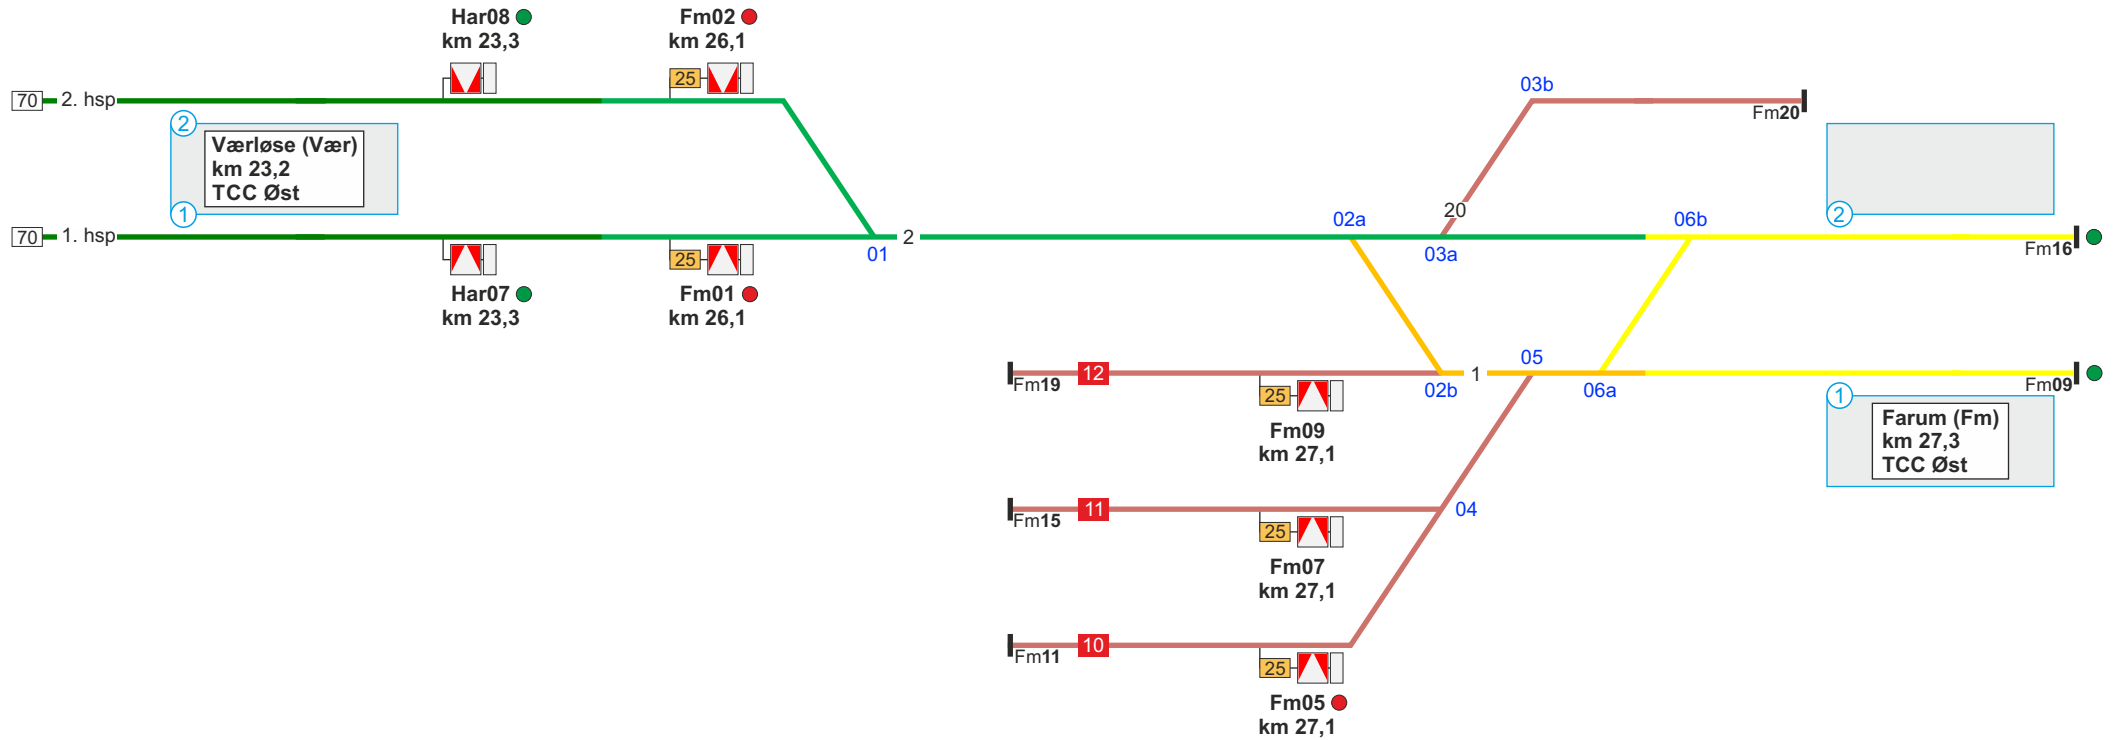 Har08
km 23,3
Fm02
km 26,1
25
03b
70 2. hsp
Fm20
2
Værløse (Vær)
km 23,2
TCC Øst
1
20
02a
06b
2
70 1. hsp
2
01
03a
Fm16
25
Har07
km 23,3
Fm01
km 26,1
05
Fm19
12
02b
1
06a
Fm09
25
Fm09
km 27,1
1
Farum (Fm)
km 27,3
TCC Øst
Fm15
11
04
25
Fm07
km 27,1
Fm11
10
25
Fm05
km 27,1